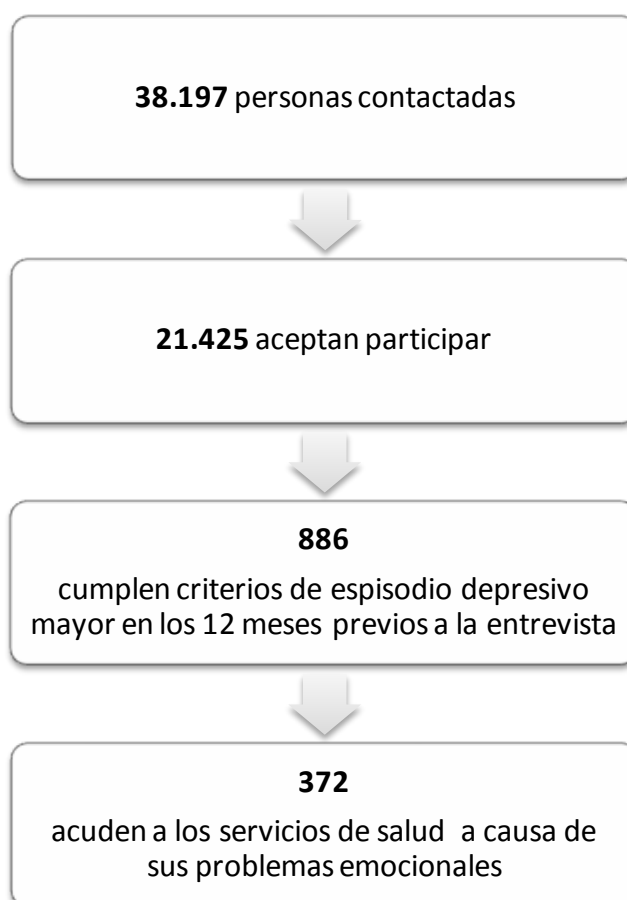 38.197 personas contactadas
21.425 aceptan participar
886
cumplen criterios de espisodio depresivo
mayor en los 12 meses previos a la entrevista
372
acuden a los servicios de salud a causa de
sus problemas emocionales